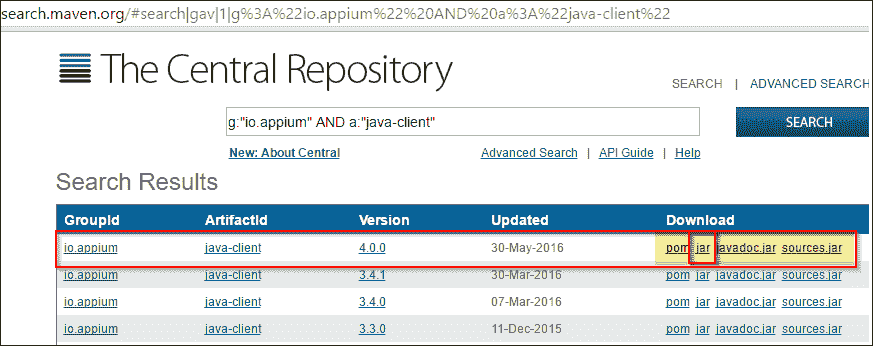 search.maven.org/#search|gav|1|g%3A%22io.appium%22%20AND%20a%3A%22java-client%22
The Central Repository
SEARCH | ADVANCED SEARCH
g:"io.appium" AND a:"java-client" SEARCH
New: About Central Advanced Search | API Guide | Help
Search Results
GroupId ArtifactId Version Updated Download
io.appium java-client 4.0.0 30-May-2016 pom jar javadoc.jar sources.jar
io.appium java-client 3.4.1 30-Mar-2016 pom jar javadoc.jar sources.jar
io.appium java-client 3.4.0 07-Mar-2016 pom jar javadoc.jar sources.jar
io.appium java-client 3.3.0 11-Dec-2015 pom jar javadoc.jar sources.jar